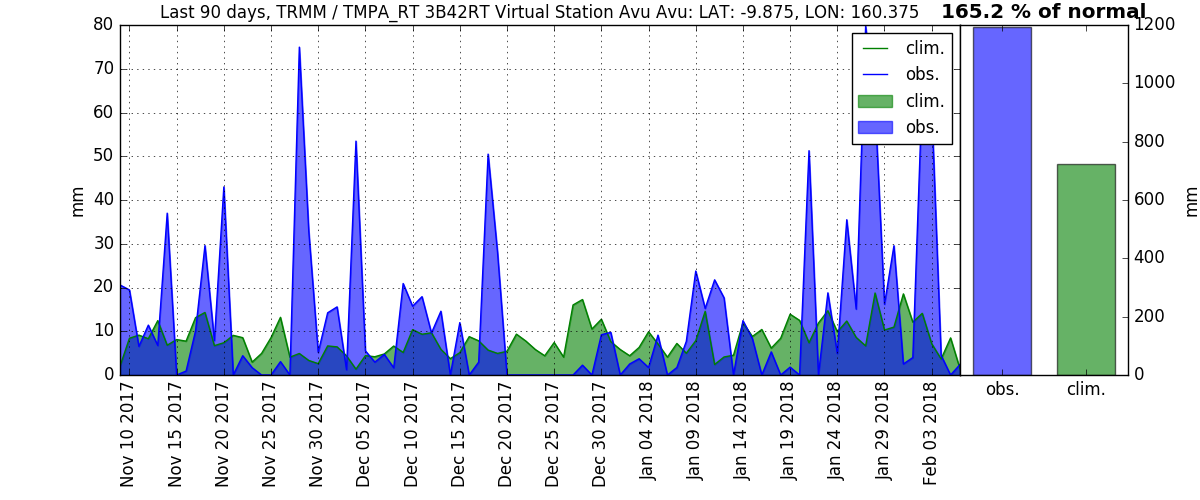 Last 90 days, TRMM / TMPA_RT 3B42RT Virtual Station Avu Avu: LAT: -9.875, LON: 160.375
165.2 % of normal
80
70
60
50
40
30
20
10
0
mm
clim.
obs.
clim.
obs.
Nov 10 2017
Nov 15 2017
Nov 20 2017
Nov 25 2017
Nov 30 2017
Dec 05 2017
Dec 10 2017
Dec 15 2017
Dec 20 2017
Dec 25 2017
Dec 30 2017
Jan 04 2018
Jan 09 2018
Jan 14 2018
Jan 19 2018
Jan 24 2018
Jan 29 2018
Feb 03 2018
1200
1000
800
600
400
200
0
mm
obs.
clim.